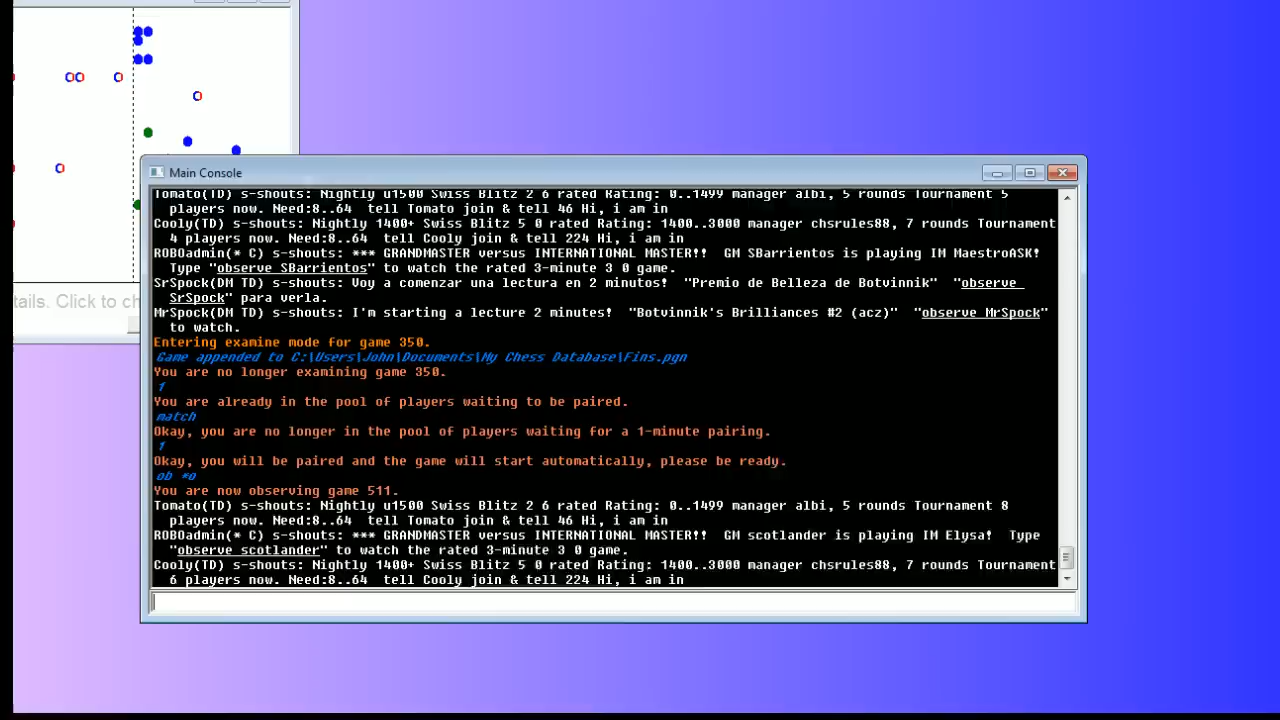 Main Console
Tomato(TD) s-shouts: Nightly u1500 Swiss Blitz 2 6 rated Rating: 0..1499 manager albi, 5 rounds Tournament 5
players now. Need:8..64  tell Tomato join & tell 46 Hi, i am in
Cooly(TD) s-shouts: Nightly 1400+ Swiss Blitz 5 0 rated Rating: 1400..3000 manager chsrules88, 7 rounds Tournament
4 players now. Need:8..64  tell Cooly join & tell 224 Hi, i am in
ROBOadmin(* C) s-shouts: *** GRANDMASTER versus INTERNATIONAL MASTER!!  GM SBarrientos is playing IM MaestroASK!
Type "observe SBarrientos" to watch the rated 3-minute 3 0 game.
SrSpock(DM TD) s-shouts: Voy a comenzar una lectura en 2 minutos!  "Premio de Belleza de Botvinnik"  "observe
SrSpock" para verla.
MrSpock(DM TD) s-shouts: I'm starting a lecture 2 minutes!  "Botvinnik's Brilliances #2 (acz)"  "observe MrSpock"
to watch.
Entering examine mode for game 350.
Game appended to C:\Users\John\Documents\My Chess Database\Fins.pgn
You are no longer examining game 350.
1
You are already in the pool of players waiting to be paired.
match
Okay, you are no longer in the pool of players waiting for a 1-minute pairing.
1
Okay, you will be paired and the game will start automatically, please be ready.
ob *o
You are now observing game 511.
Tomato(TD) s-shouts: Nightly u1500 Swiss Blitz 2 6 rated Rating: 0..1499 manager albi, 5 rounds Tournament 8
players now. Need:8..64  tell Tomato join & tell 46 Hi, i am in
ROBOadmin(* C) s-shouts: *** GRANDMASTER versus INTERNATIONAL MASTER!!  GM scotlander is playing IM Elysa!  Type
"observe scotlander" to watch the rated 3-minute 3 0 game.
Cooly(TD) s-shouts: Nightly 1400+ Swiss Blitz 5 0 rated Rating: 1400..3000 manager chsrules88, 7 rounds Tournament
6 players now. Need:8..64  tell Cooly join & tell 224 Hi, i am in
tails. Click to ch